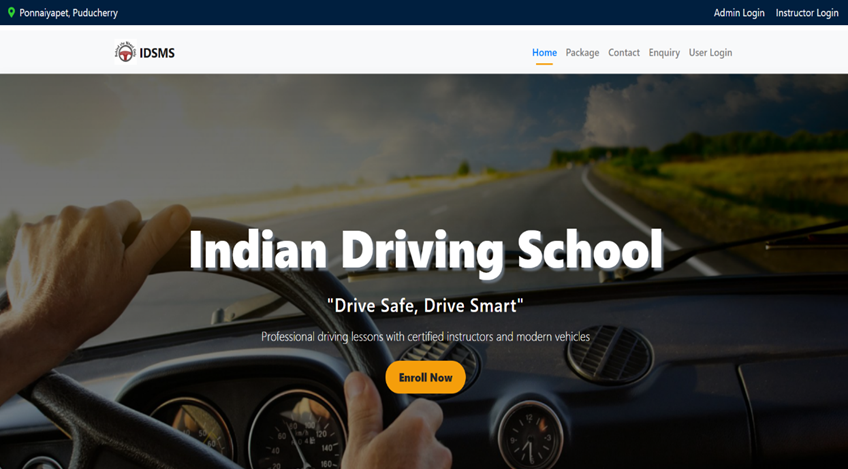 Ponnaiyapet, Puducherry
Admin Login Instructor Login
IDSMS
Home Package Contact Enquiry User Login
Indian Driving School
"Drive Safe, Drive Smart"
Professional driving lessons with certified instructors and modern vehicles
Enroll Now